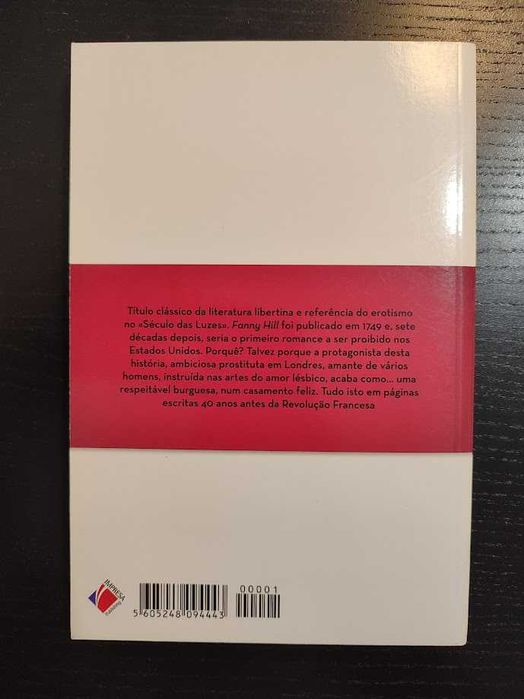 Título clássico da literatura libertina e referência do erotismo
no «Século das Luzes». Fanny Hill foi publicado em 1749 e, sete
décadas depois, seria o primeiro romance a ser proibido nos
Estados Unidos. Porquê? Talvez porque a protagonista desta
história, ambiciosa prostituta em Londres, amante de vários
homens, instruída nas artes do amor lésbico, acaba como... uma
respeitável burguesa, num casamento feliz. Tudo isto em páginas
escritas 40 anos antes da Revolução Francesa
IMPRESA
publishing
00001
5 605248 094443